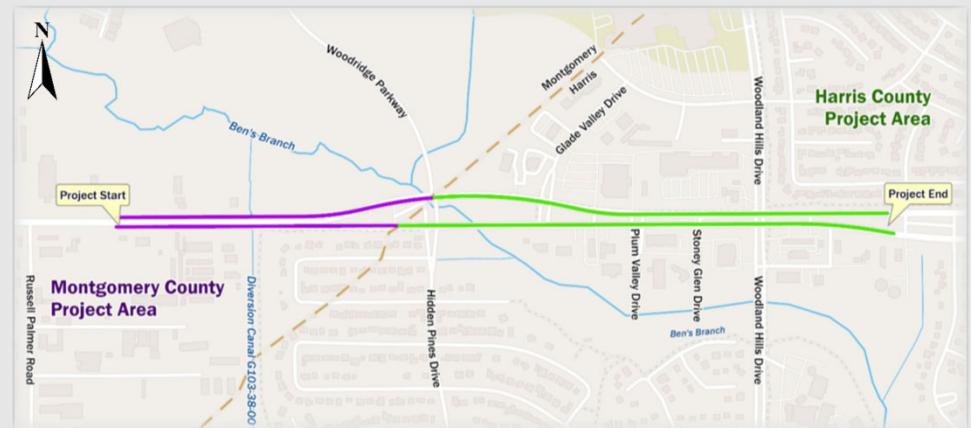 N
Woodridge Parkway
Montgomery
Harris
Glade Valley Drive
Woodland Hills Drive
Harris County
Project Area
Ben's Branch
Project Start
Project End
Montgomery County
Project Area
Russell Palmer Road
Diversion Canal G103-38-00
Hidden Pines Drive
Plum Valley Drive
Stoney Glen Drive
Woodland Hills Drive
Ben's Branch